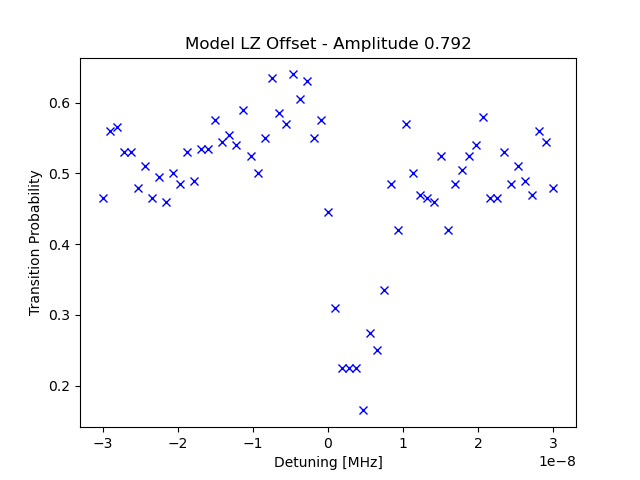 Model LZ Offset - Amplitude 0.792
Transition Probability
0.6
0.5
0.4
0.3
0.2
−3 −2 −1 0 1 2 3
1e−8
Detuning [MHz]